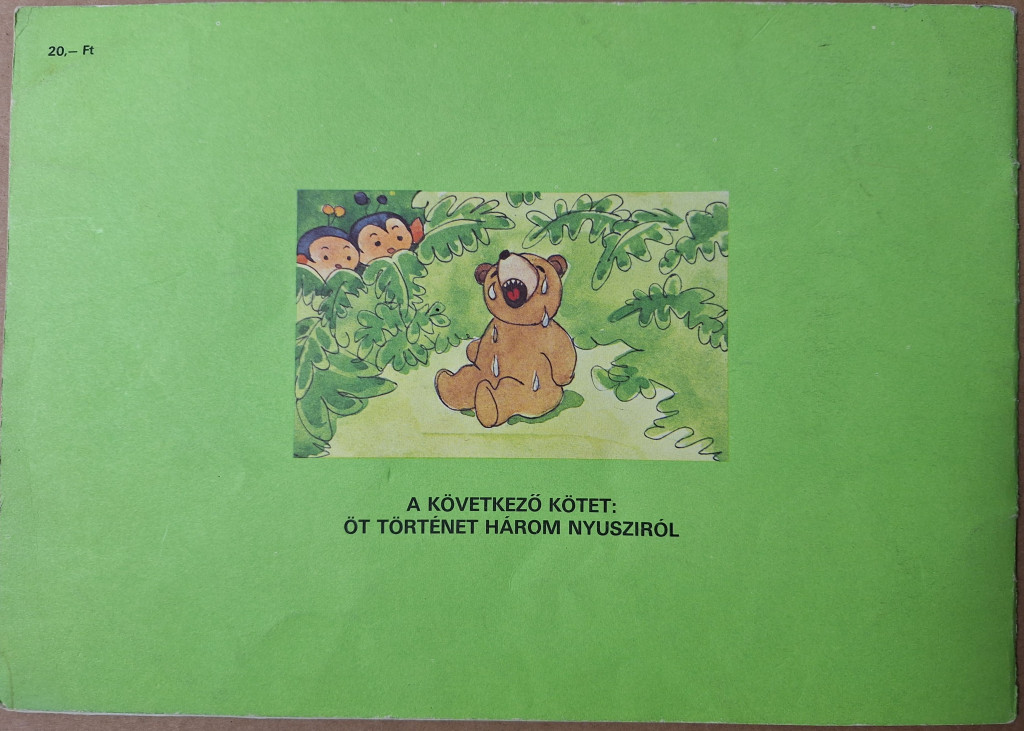 20,— Ft
A KÖVETKEZŐ KÖTET:
ÖT TÖRTÉNET HÁROM NYUSZIRÓL